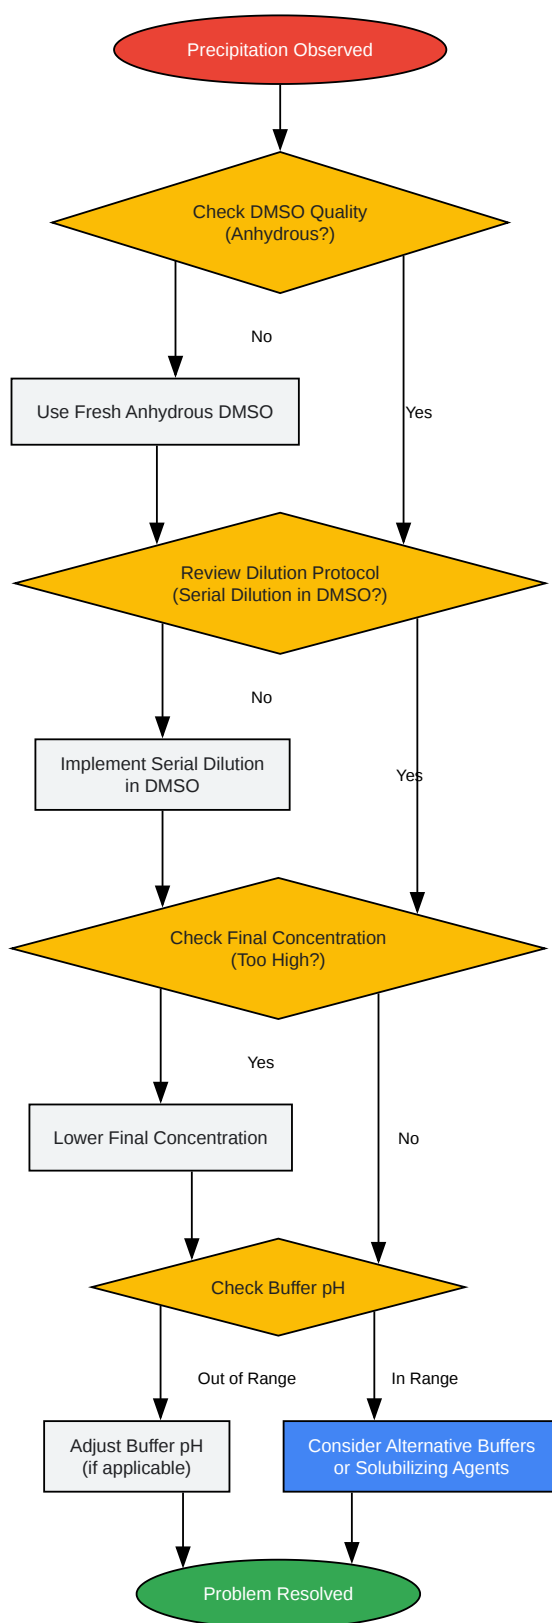 Precipitation Observed
Check DMSO Quality
(Anhydrous?)
No
Use Fresh Anhydrous DMSO
Yes
Review Dilution Protocol
(Serial Dilution in DMSO?)
No
Implement Serial Dilution
in DMSO
Yes
Check Final Concentration
(Too High?)
Yes
Lower Final Concentration
No
Check Buffer pH
Out of Range
In Range
Adjust Buffer pH
(if applicable)
Consider Alternative Buffers
or Solubilizing Agents
Problem Resolved